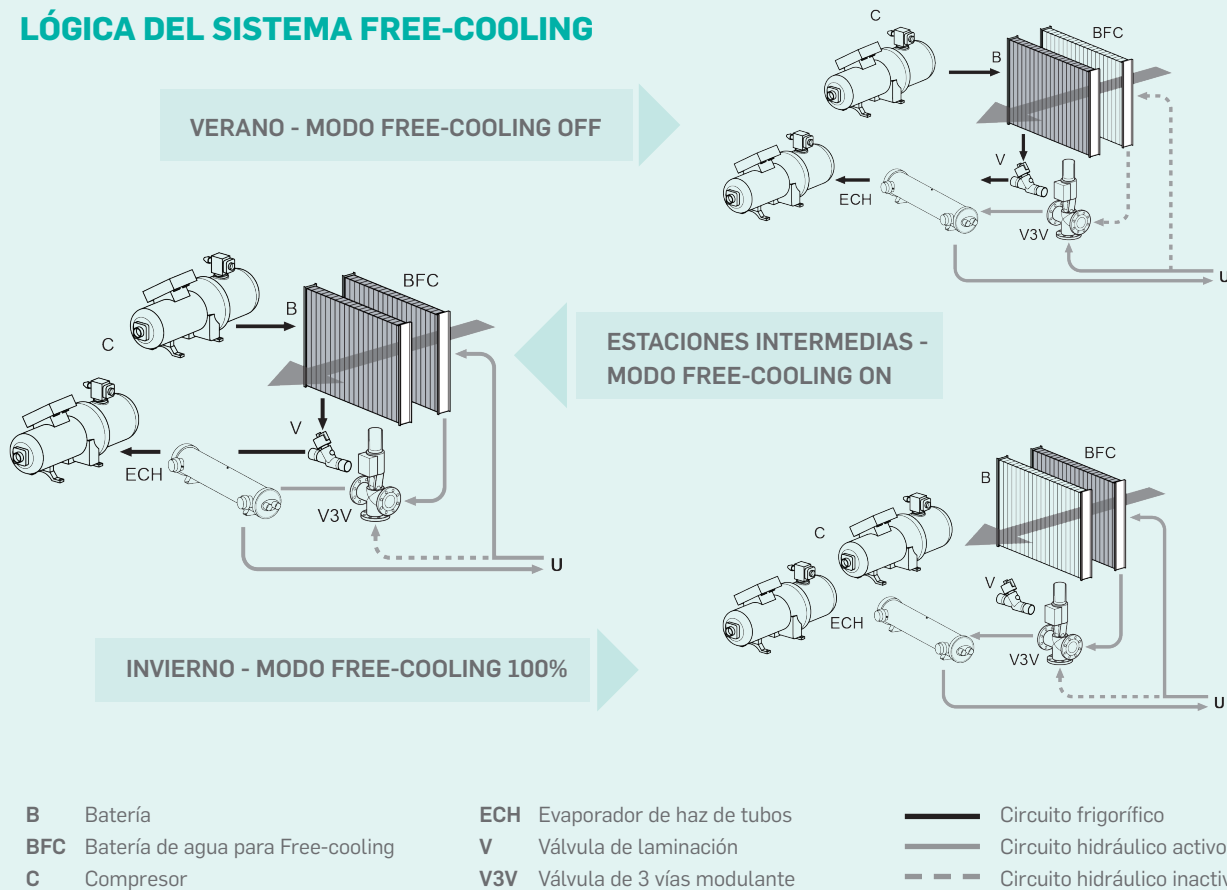 LÓGICA DEL SISTEMA FREE-COOLING
C
BFC
B
VERANO - MODO FREE-COOLING OFF
V
ECH
V3V
U
BFC
B
C
ESTACIONES INTERMEDIAS -
MODO FREE-COOLING ON
V
ECH
V3V
U
BFC
B
C
V
ECH
V3V
U
INVIERNO - MODO FREE-COOLING 100%
B Batería
BFC Batería de agua para Free-cooling
C Compresor
ECH Evaporador de haz de tubos
V Válvula de laminación
V3V Válvula de 3 vías modulante
Circuito frigorífico
Circuito hidráulico activo
Circuito hidráulico inactiv